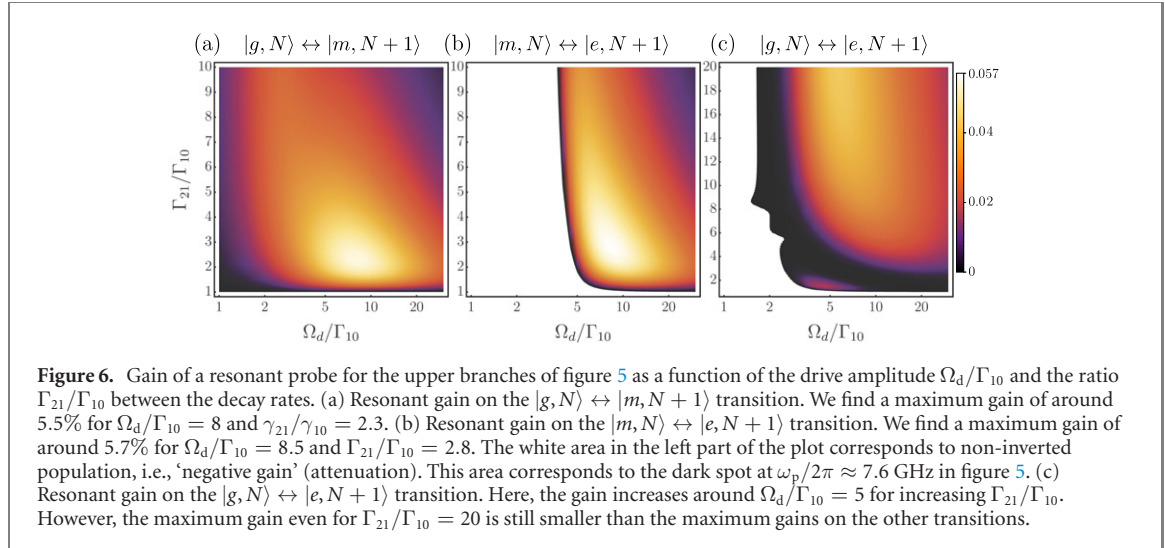 (a) |g, N⟩ ↔ |m, N + 1⟩ (b) |m, N⟩ ↔ |e, N + 1⟩ (c) |g, N⟩ ↔ |e, N + 1⟩
10 9 8 7 6 5 4 3 2 1
Γ21/Γ10
1 2 5 10 20
Ωd/Γ10
10 9 8 7 6 5 4 3 2 1
1 2 5 10 20
Ωd/Γ10
20 18 16 14 12 10 8 6 4 2
1 2 5 10 20
Ωd/Γ10
0.057
0.04
0.02
0
Figure 6. Gain of a resonant probe for the upper branches of figure 5 as a function of the drive amplitude Ωd/Γ10 and the ratio
Γ21/Γ10 between the decay rates. (a) Resonant gain on the |g, N⟩ ↔ |m, N + 1⟩ transition. We find a maximum gain of around
5.5% for Ωd/Γ10 = 8 and γ21/γ10 = 2.3. (b) Resonant gain on the |m, N⟩ ↔ |e, N + 1⟩ transition. We find a maximum gain of
around 5.7% for Ωd/Γ10 = 8.5 and Γ21/Γ10 = 2.8. The white area in the left part of the plot corresponds to non-inverted
population, i.e., ‘negative gain’ (attenuation). This area corresponds to the dark spot at ωp/2π ≈ 7.6 GHz in figure 5. (c)
Resonant gain on the |g, N⟩ ↔ |e, N + 1⟩ transition. Here, the gain increases around Ωd/Γ10 = 5 for increasing Γ21/Γ10.
However, the maximum gain even for Γ21/Γ10 = 20 is still smaller than the maximum gains on the other transitions.